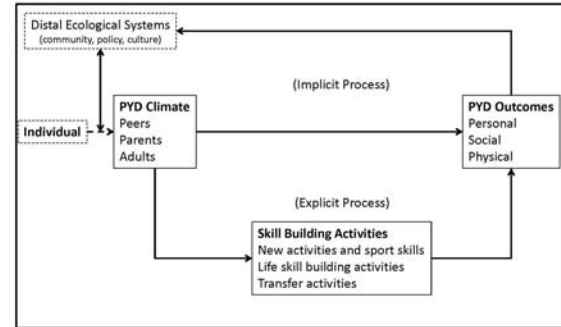 Distal Ecological Systems
(community, policy, culture)
(Implicit Process)
Individual
PYD Climate
Peers
Parents
Adults
PYD Outcomes
Personal
Social
Physical
(Explicit Process)
Skill Building Activities
New activities and sport skills
Life skill building activities
Transfer activities